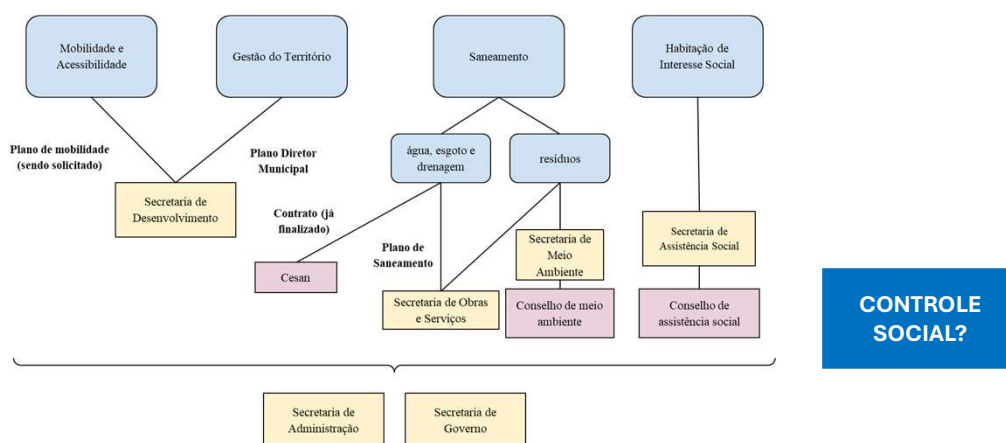 Mobilidade e
Acessibilidade
Gestão do Território
Saneamento
Habitação de
Interesse Social
Plano de mobilidade
(sendo solicitado)
Plano Diretor
Municipal
água, esgoto e
drenagem
resíduos
Secretaria de
Desenvolvimento
Contrato (já
finalizado)
Plano de
Saneamento
Secretaria de
Meio
Ambiente
Secretaria de
Assistência Social
Cesan
Secretaria de Obras
e Serviços
Conselho de meio
ambiente
Conselho de
assistência social
CONTROLE
SOCIAL?
Secretaria de
Administração
Secretaria de
Governo